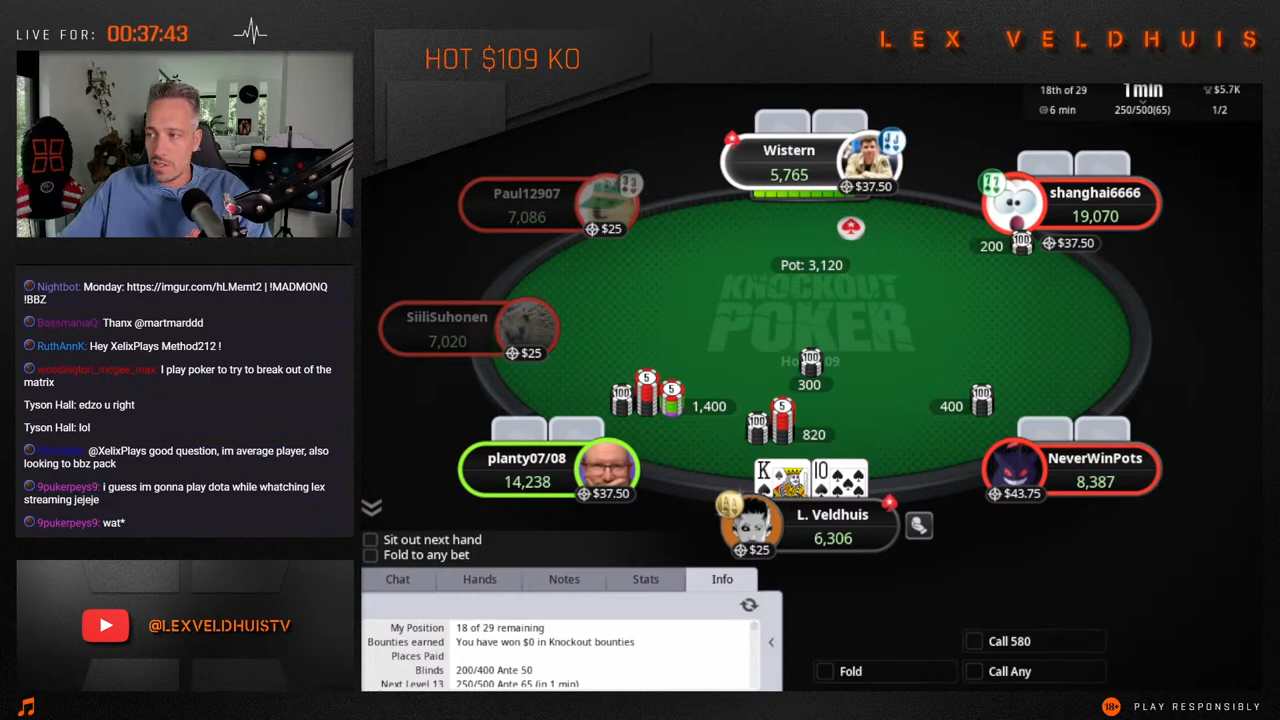 LIVE FOR: 00:37:43
HOT $109 KO
LEX VELDHUIS
18th of 29
1min
$5.7K
6 min
250/500(65)
1/2
Wistern
5,765
$37.50
Paul12907
7,086
$25
shanghai6666
19,070
$37.50
200
Pot: 3,120
KNOCKOUT
POKER
SiiliSuhonen
7,020
$25
300
1,400
400
820
planty07/08
14,238
$37.50
K 10
L. Veldhuis
6,306
$25
NeverWinPots
8,387
$43.75
Nightbot: Monday: https://imgur.com/hLMemt2 | !MADMONQ
!BBZ
BassmaniaQ: Thanx @martmarddd
RuthAnnK: Hey XelixPlays Method212 !
woodington_mcgee_max: I play poker to try to break out of the
matrix
Tyson Hall: edzo u right
Tyson Hall: lol
@XelixPlays good question, im average player, also
looking to bbz pack
9pukerpeys9: i guess im gonna play dota while whatching lex
streaming jejeje
9pukerpeys9: wat*
@LEXVELDHUISTV
Sit out next hand
Fold to any bet
Chat Hands Notes Stats Info
My Position 18 of 29 remaining
Bounties earned You have won $0 in Knockout bounties
Places Paid
Blinds 200/400 Ante 50
Next Level 13 250/500 Ante 65 (in 1 min)
Call 580
Fold
Call Any
18+ PLAY RESPONSIBLY